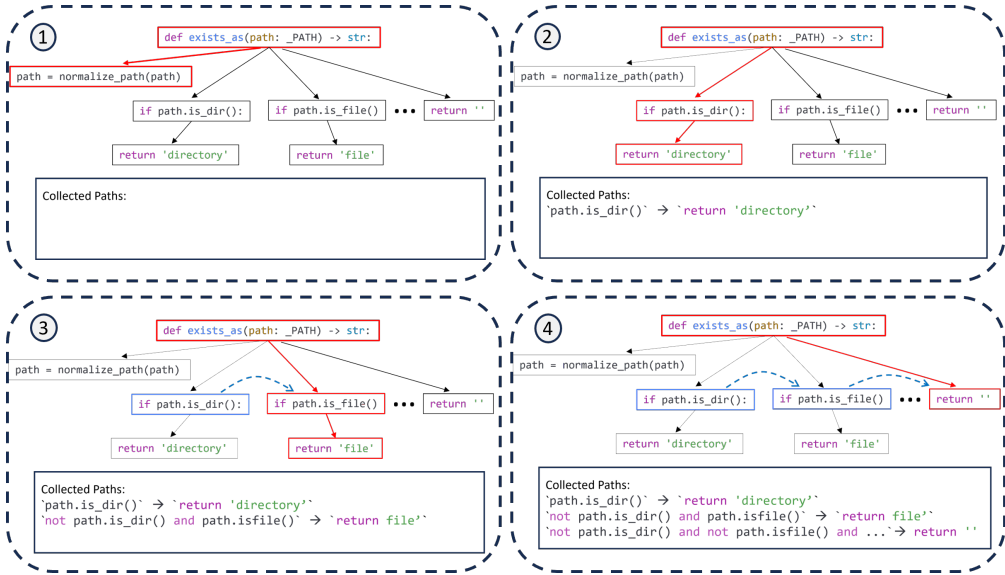 1
def exists_as(path: _PATH) -> str:
path = normalize_path(path)
if path.is_dir():
if path.is_file()
•••
return ''
return 'directory'
return 'file'
Collected Paths:
2
def exists_as(path: _PATH) -> str:
path = normalize_path(path)
if path.is_dir():
if path.is_file()
•••
return ''
return 'directory'
return 'file'
Collected Paths:
`path.is_dir()` → `return 'directory’`
3
def exists_as(path: _PATH) -> str:
path = normalize_path(path)
if path.is_dir():
if path.is_file()
•••
return ''
return 'directory'
return 'file'
Collected Paths:
`path.is_dir()` → `return 'directory’`
`not path.is_dir() and path.isfile()` → `return file’`
4
def exists_as(path: _PATH) -> str:
path = normalize_path(path)
if path.is_dir():
if path.is_file()
•••
return ''
return 'directory'
return 'file'
Collected Paths:
`path.is_dir()` → `return 'directory’`
`not path.is_dir() and path.isfile()` → `return file’`
`not path.is_dir() and not path.isfile() and ...`→ return ''